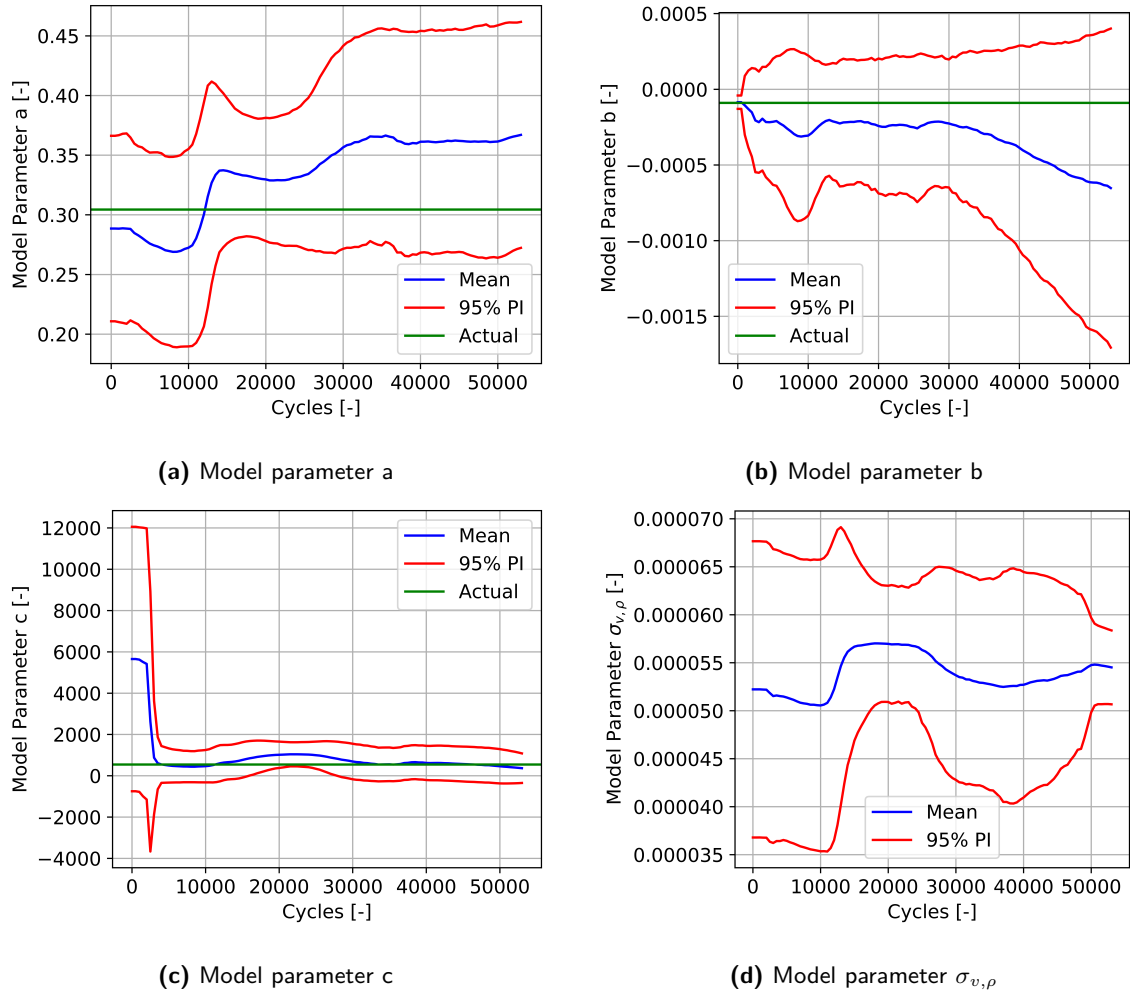 0.45
0.40
0.35
0.30
0.25
0.20
Model Parameter a [-]
Mean
95% PI
Actual
0 10000 20000 30000 40000 50000
Cycles [-]
(a) Model parameter a
0.0005
0.0000
−0.0005
−0.0010
−0.0015
Model Parameter b [-]
Mean
95% PI
Actual
0 10000 20000 30000 40000 50000
Cycles [-]
(b) Model parameter b
12000
10000
8000
6000
4000
2000
0
−2000
−4000
Model Parameter c [-]
Mean
95% PI
Actual
0 10000 20000 30000 40000 50000
Cycles [-]
(c) Model parameter c
0.000070
0.000065
0.000060
0.000055
0.000050
0.000045
0.000040
0.000035
Model Parameter σv,ρ [-]
Mean
95% PI
0 10000 20000 30000 40000 50000
Cycles [-]
(d) Model parameter σv,ρ